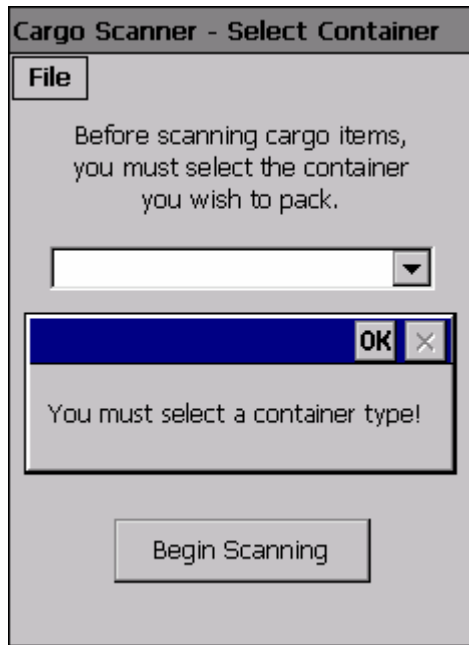 Cargo Scanner - Select Container
File
Before scanning cargo items,
you must select the container
you wish to pack.
OK
You must select a container type!
Begin Scanning